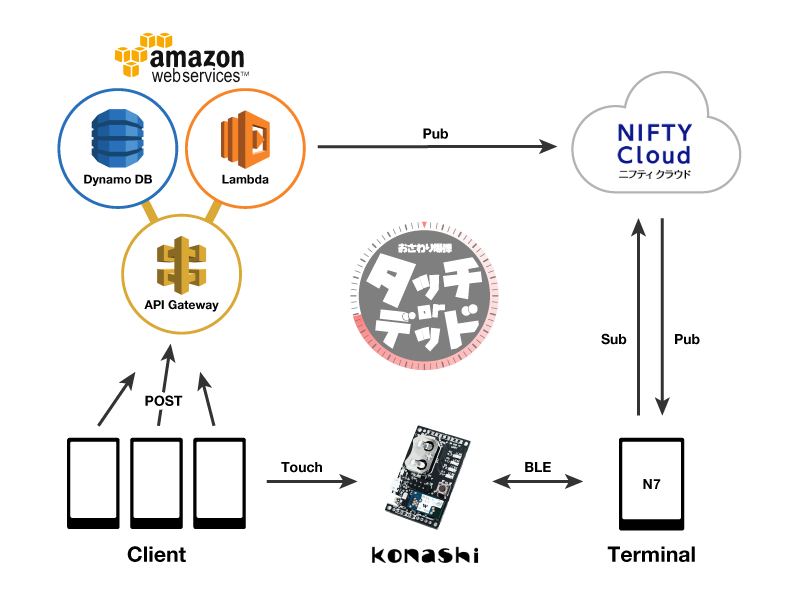 amazon
webservices™
Dynamo DB
Lambda
API Gateway
Pub
NIFTY
Cloud
ニフティ クラウド
おさわり爆弾
タッチ
or
デッド
POST
Sub
Pub
Touch
BLE
N7
Client
konashi
Terminal